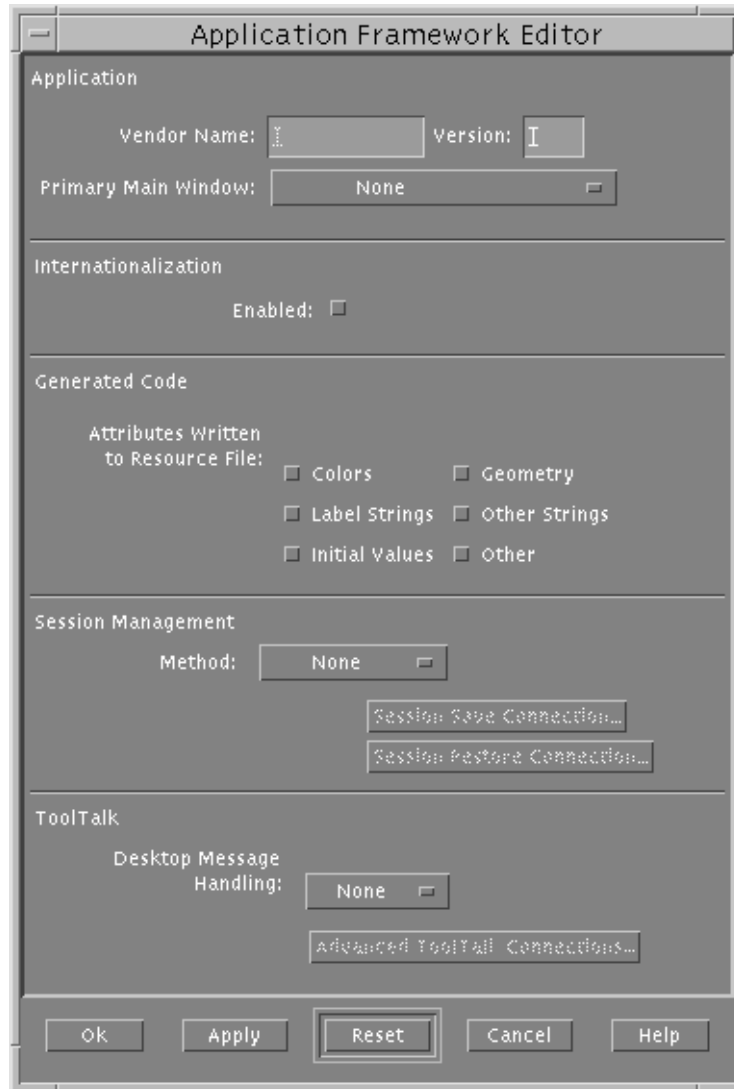 Application Framework Editor
Application
Vendor Name: Version:
Primary Main Window: None
Internationalization
Enabled:
Generated Code
Attributes Written
to Resource File:
Colors Geometry
Label Strings Other Strings
Initial Values Other
Session Management
Method: None
Session Save Connection...
Session Restore Connection...
ToolTalk
Desktop Message
Handling: None
Advanced ToolTalk Connections...
Ok Apply Reset Cancel Help